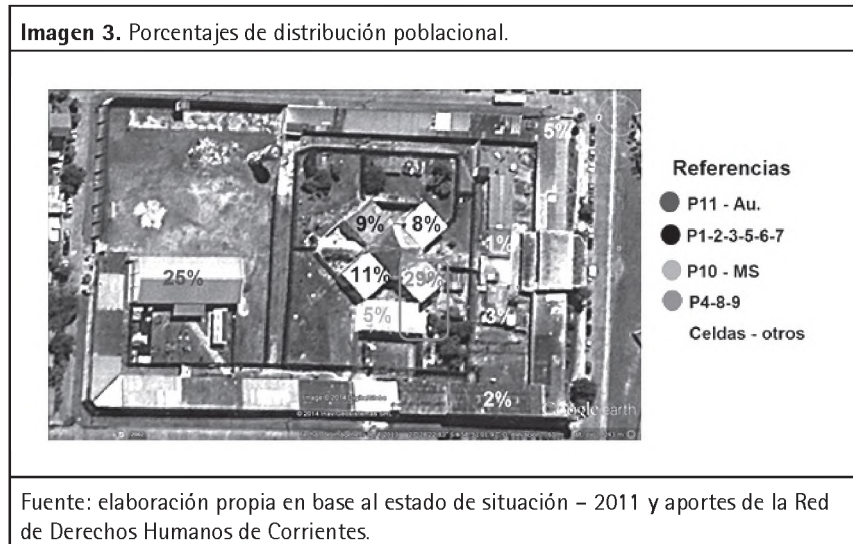 Imagen 3. Porcentajes de distribución poblacional.
5%
9%
8%
1%
25%
11%
29%
5%
3%
2%
Google earth
Referencias
P11 - Au.
P1-2-3-5-6-7
P10 - MS
P4-8-9
Celdas - otros
Fuente: elaboración propia en base al estado de situación – 2011 y aportes de la Red
de Derechos Humanos de Corrientes.